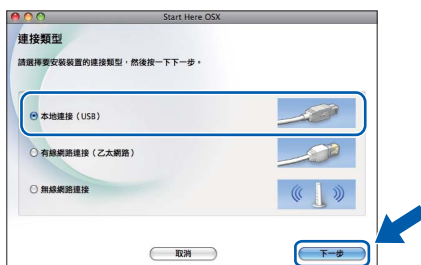 Start Here OSX
連接類型
請選擇要安裝裝置的連接類型，然後按一下下一步。
本地連接（USB）
有線網路連接（乙太網路）
無線網路連接
取消
下一步